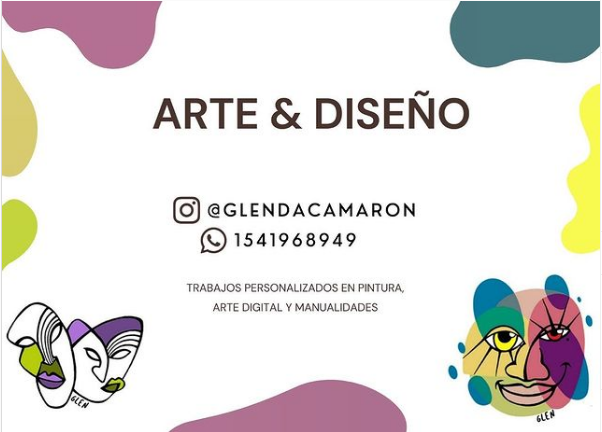 ARTE & DISEÑO
@GLENDACAMARON
1541968949
TRABAJOS PERSONALIZADOS EN PINTURA,
ARTE DIGITAL Y MANUALIDADES
GLEN
GLEN